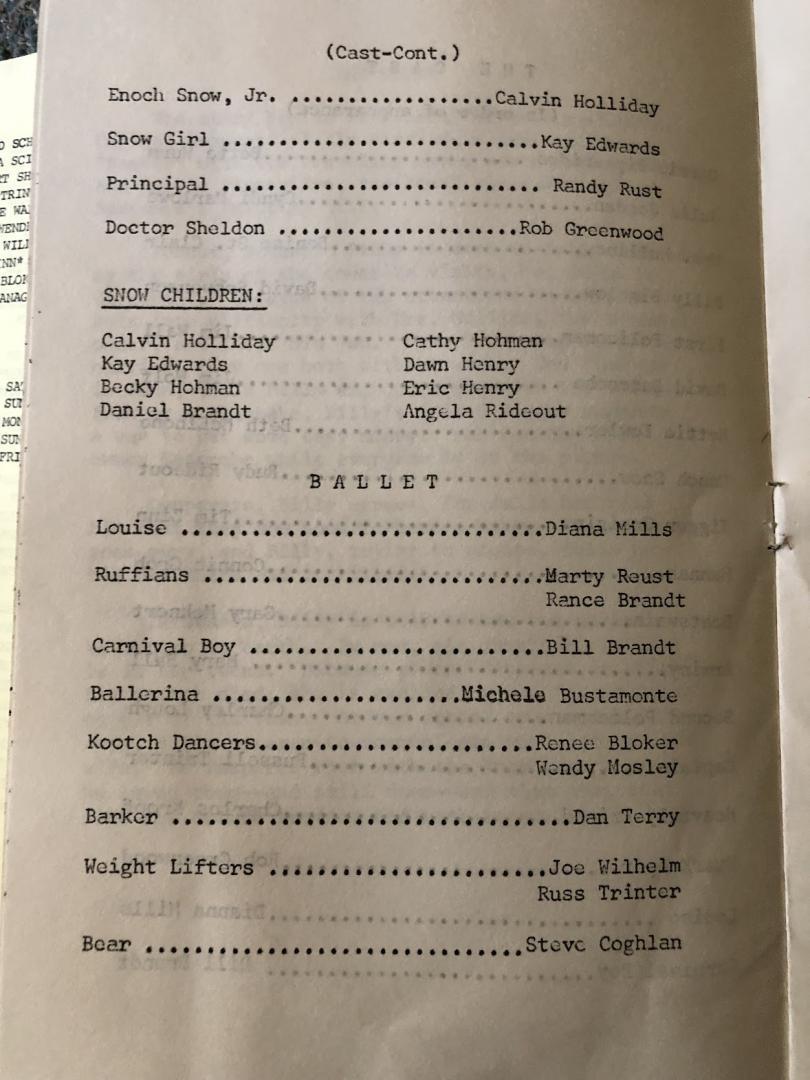 (Cast-Cont.)
Enoch Snow, Jr. ..................Calvin Holliday
Snow Girl ............................Kay Edwards
Principal ............................ Randy Rust
Doctor Sheldon .....................Rob Greenwood
SNOW CHILDREN:
Calvin Holliday Cathy Hohman
Kay Edwards Dawn Henry
Becky Hohman Eric Henry
Daniel Brandt Angela Rideout
B A L L E T
Louise ...............................Diana Mills
Ruffians .............................Marty Reust
Rance Brandt
Carnival Boy .........................Bill Brandt
Ballerina .....................Michele Bustamonte
Kootch Dancers.......................Renee Bloker
Wendy Mosley
Barker ..................................Dan Terry
Weight Lifters ........................Joe Wilhelm
Russ Trinter
Bear ................................Steve Coghlan